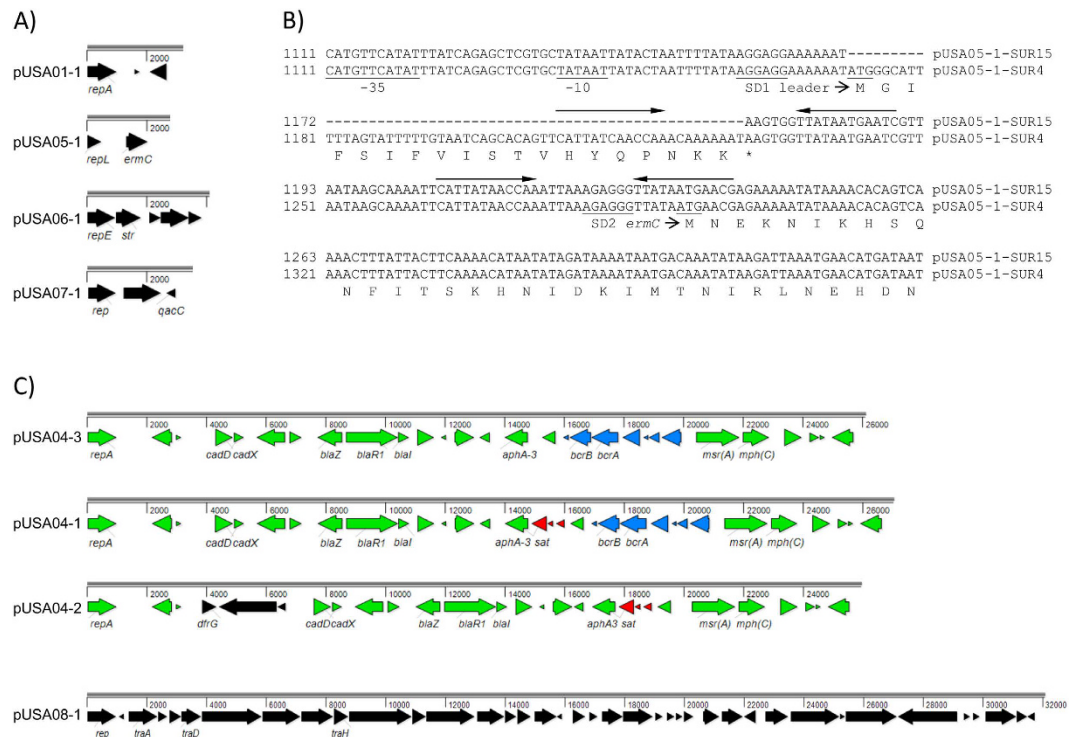 A)
pUSA01-1
2000
repA
pUSA05-1
2000
repL ermC
pUSA06-1
2000
repE str
pUSA07-1
2000
rep qacC
B)
1111 CATGTTCATATTTATCAGAGCTCGTGCTATAATTATACTAATTTTATAAGGAGGAAAAAAT--------- pUSA05-1-SUR15
1111 CATGTTCATATTTATCAGAGCTCGTGCTATAATTATACTAATTTTATAAGGAGGAAAAAATATGGGCATT pUSA05-1-SUR4
-35 -10 SD1 leader → M G I
1172 -------------------------------------------------AAGTGGTTATAATGAATCGTT pUSA05-1-SUR15
1181 TTTAGTATTTTTGTAATCAGCACAGTTCATTATCAACCAAACAAAAAATAAGTGGTTATAATGAATCGTT pUSA05-1-SUR4
F S I F V I S T V H Y Q P N K K *
1193 AATAAGCAAAATTCATTATAACCAAATTAAAGAGGGTTATAATGAACGAGAAAAATATAAAACACAGTCA pUSA05-1-SUR15
1251 AATAAGCAAAATTCATTATAACCAAATTAAAGAGGGTTATAATGAACGAGAAAAATATAAAACACAGTCA pUSA05-1-SUR4
SD2 ermC → M N E K N I K H S Q
1263 AAACTTTATTACTTCAAAACATAATATAGATAAAATAATGACAAATATAAGATTAAATGAACATGATAAT pUSA05-1-SUR15
1321 AAACTTTATTACTTCAAAACATAATATAGATAAAATAATGACAAATATAAGATTAAATGAACATGATAAT pUSA05-1-SUR4
N F I T S K H N I D K I M T N I R L N E H D N
C)
pUSA04-3
2000 4000 6000 8000 10000 12000 14000 16000 18000 20000 22000 24000 26000
repA cadD cadX blaZ blaR1 blaI aphA-3 bcrB bcrA msr(A) mph(C)
pUSA04-1
2000 4000 6000 8000 10000 12000 14000 16000 18000 20000 22000 24000 26000
repA cadD cadX blaZ blaR1 blaI aphA-3 sat bcrB bcrA msr(A) mph(C)
pUSA04-2
2000 4000 6000 8000 10000 12000 14000 16000 18000 20000 22000 24000
repA dfrG cadD cadX blaZ blaR1 blaI aphA3 sat msr(A) mph(C)
pUSA08-1
2000 4000 6000 8000 10000 12000 14000 16000 18000 20000 22000 24000 26000 28000 30000 32000
rep traA traD traH